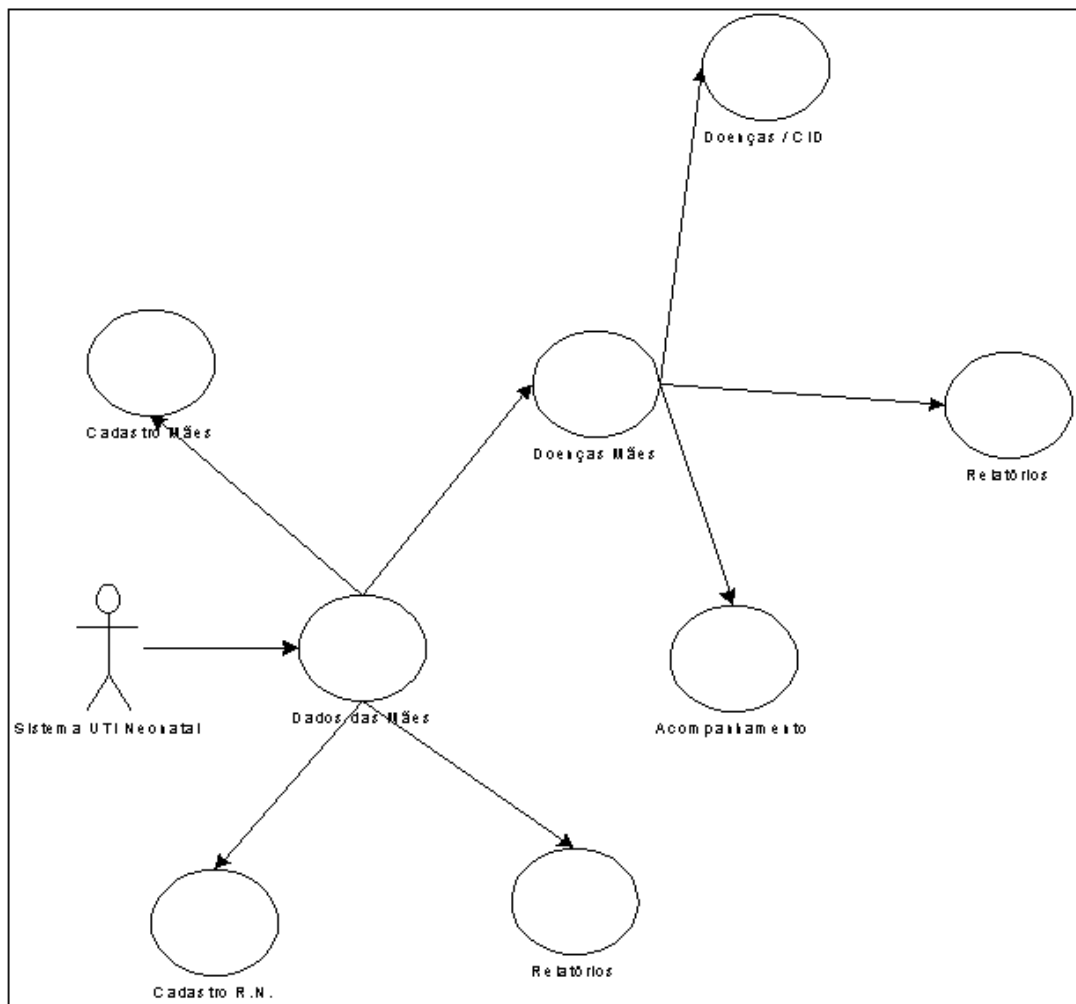 Doenças / CID
Cadastro Mães
Doenças Mães
Relatórios
Sistema UTI Neonatal
Dados das Mães
Acompanhamento
Cadastro R.N.
Relatórios